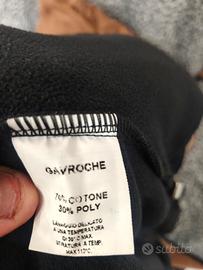 GAVROCHE
70% COTONE
30% POLY
LAVAGGIO DELICATO
A UNA TEMPERATURA
DI 30°C MAX
STIRATURA A TEMP.
MAX 110°C.
subito